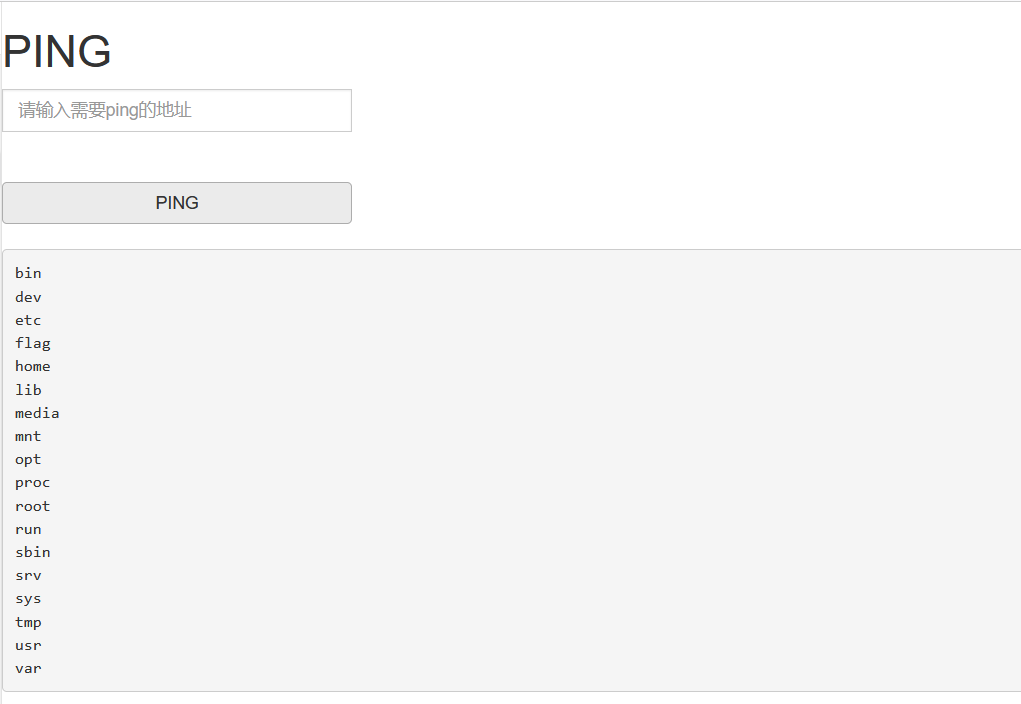 PING
请输入需要ping的地址
PING
bin
dev
etc
flag
home
lib
media
mnt
opt
proc
root
run
sbin
srv
sys
tmp
usr
var